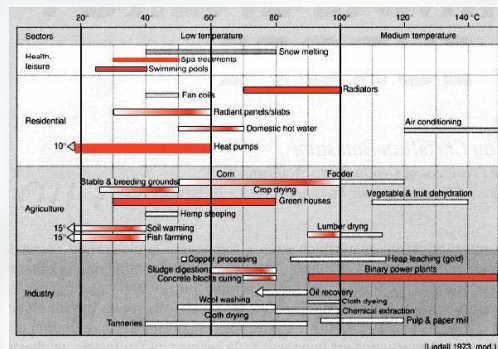 Sectors Low temperature Medium temperature
20 40 60 80 100 120 140 °C
Health, leisure
Snow melting
Spa treatments
Swimming pools
Residential
Radiators
Fan coils
Radiant panels/slabs
Air conditioning
Domestic hot water
10° Heat pumps
Agriculture
Corn Fodder
Stable & breeding grounds
Crop drying
Vegetable & fruit dehydration
Green houses
Hemp steeping
15° Soil warming
Lumber drying
15° Fish farming
Industry
Copper processing
Heap leaching (gold)
Sludge digestion
Binary power plants
Concrete blocks curing
Oil recovery
Wool washing
Cloth dyeing
Chemical extraction
Cloth drying
Tanneries
Pulp & paper mill
(Lindall 1973, mod.)